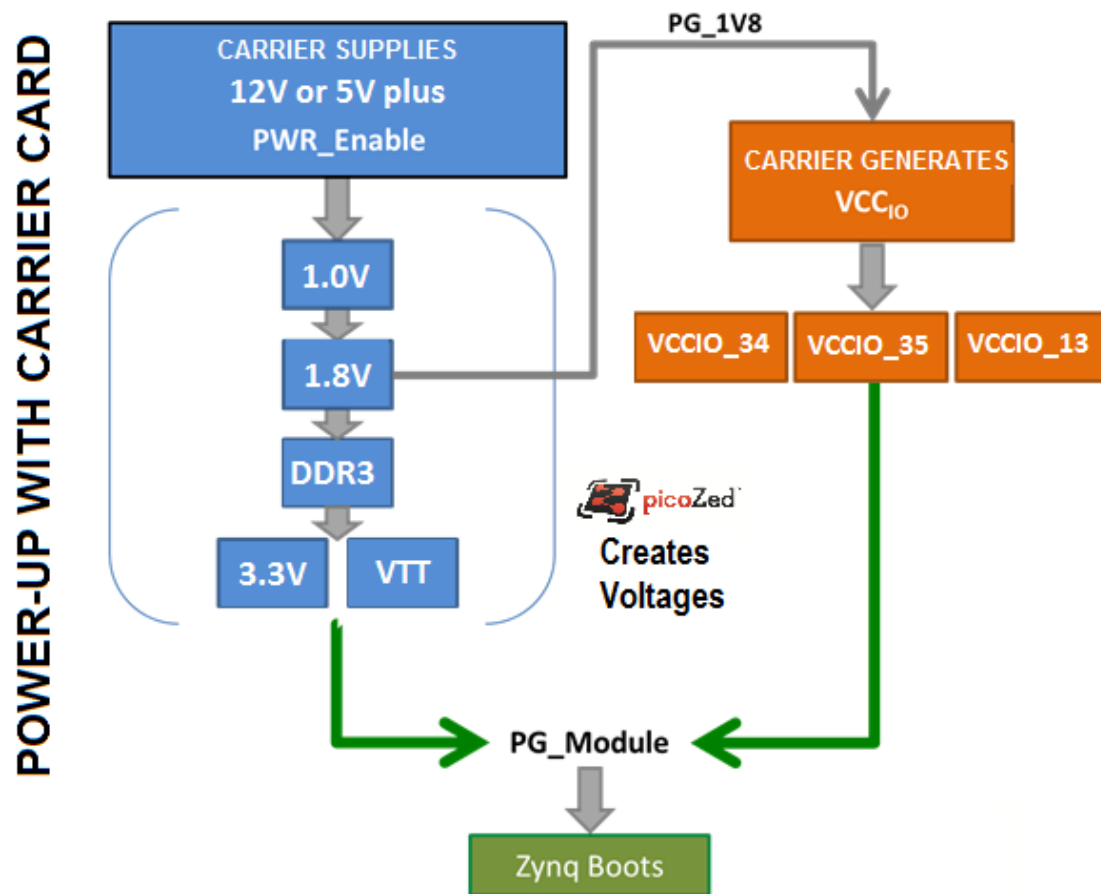 POWER-UP WITH CARRIER CARD
CARRIER SUPPLIES
12V or 5V plus
PWR_Enable
1.0V
1.8V
DDR3
3.3V
VTT
PG_1V8
CARRIER GENERATES
VCCIO
VCCIO_34
VCCIO_35
VCCIO_13
picoZed
Creates
Voltages
PG_Module
Zynq Boots